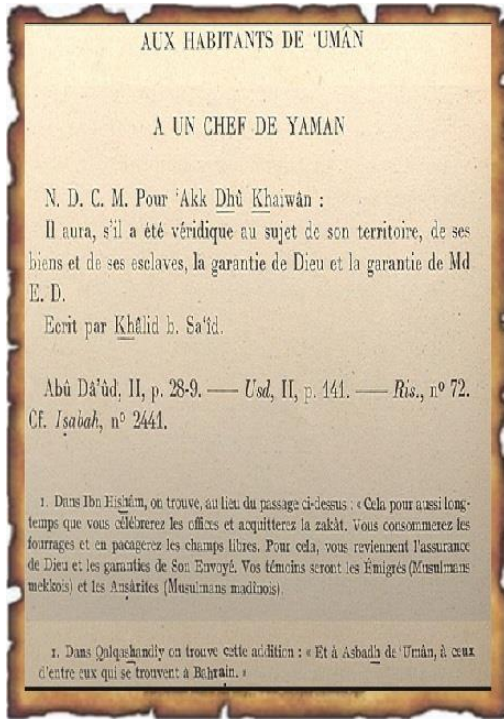 AUX HABITANTS DE ‘UMÂN
A UN CHEF DE YAMAN
N. D. C. M. Pour ‘Akk Dhû Khaiwân :
Il aura, s'il a été véridique au sujet de son territoire, de ses
biens et de ses esclaves, la garantie de Dieu et la garantie de Md
E. D.
Ecrit par Khâlid b. Sa‘îd.
Abû Dâ'ûd, II, p. 28-9. — Usd, II, p. 141. — Ris., nº 72.
Cf. Iṣabah, nº 2441.
1. Dans Ibn Hishâm, on trouve, au lieu du passage ci-dessus : « Cela pour aussi long-
temps que vous célébrerez les offices et acquitterez la zakât. Vous consommerez les
fourrages et en pacagerez les champs libres. Pour cela, vous reviennent l'assurance
de Dieu et les garanties de Son Envoyé. Vos témoins seront les Émigrés (Musulmans
mekkois) et les Anṣârites (Musulmans madînois).
1. Dans Qalqashandiy on trouve cette addition : « Et à Asbadh de ‘Umân, à ceux
d'entre eux qui se trouvent à Bahrain. »